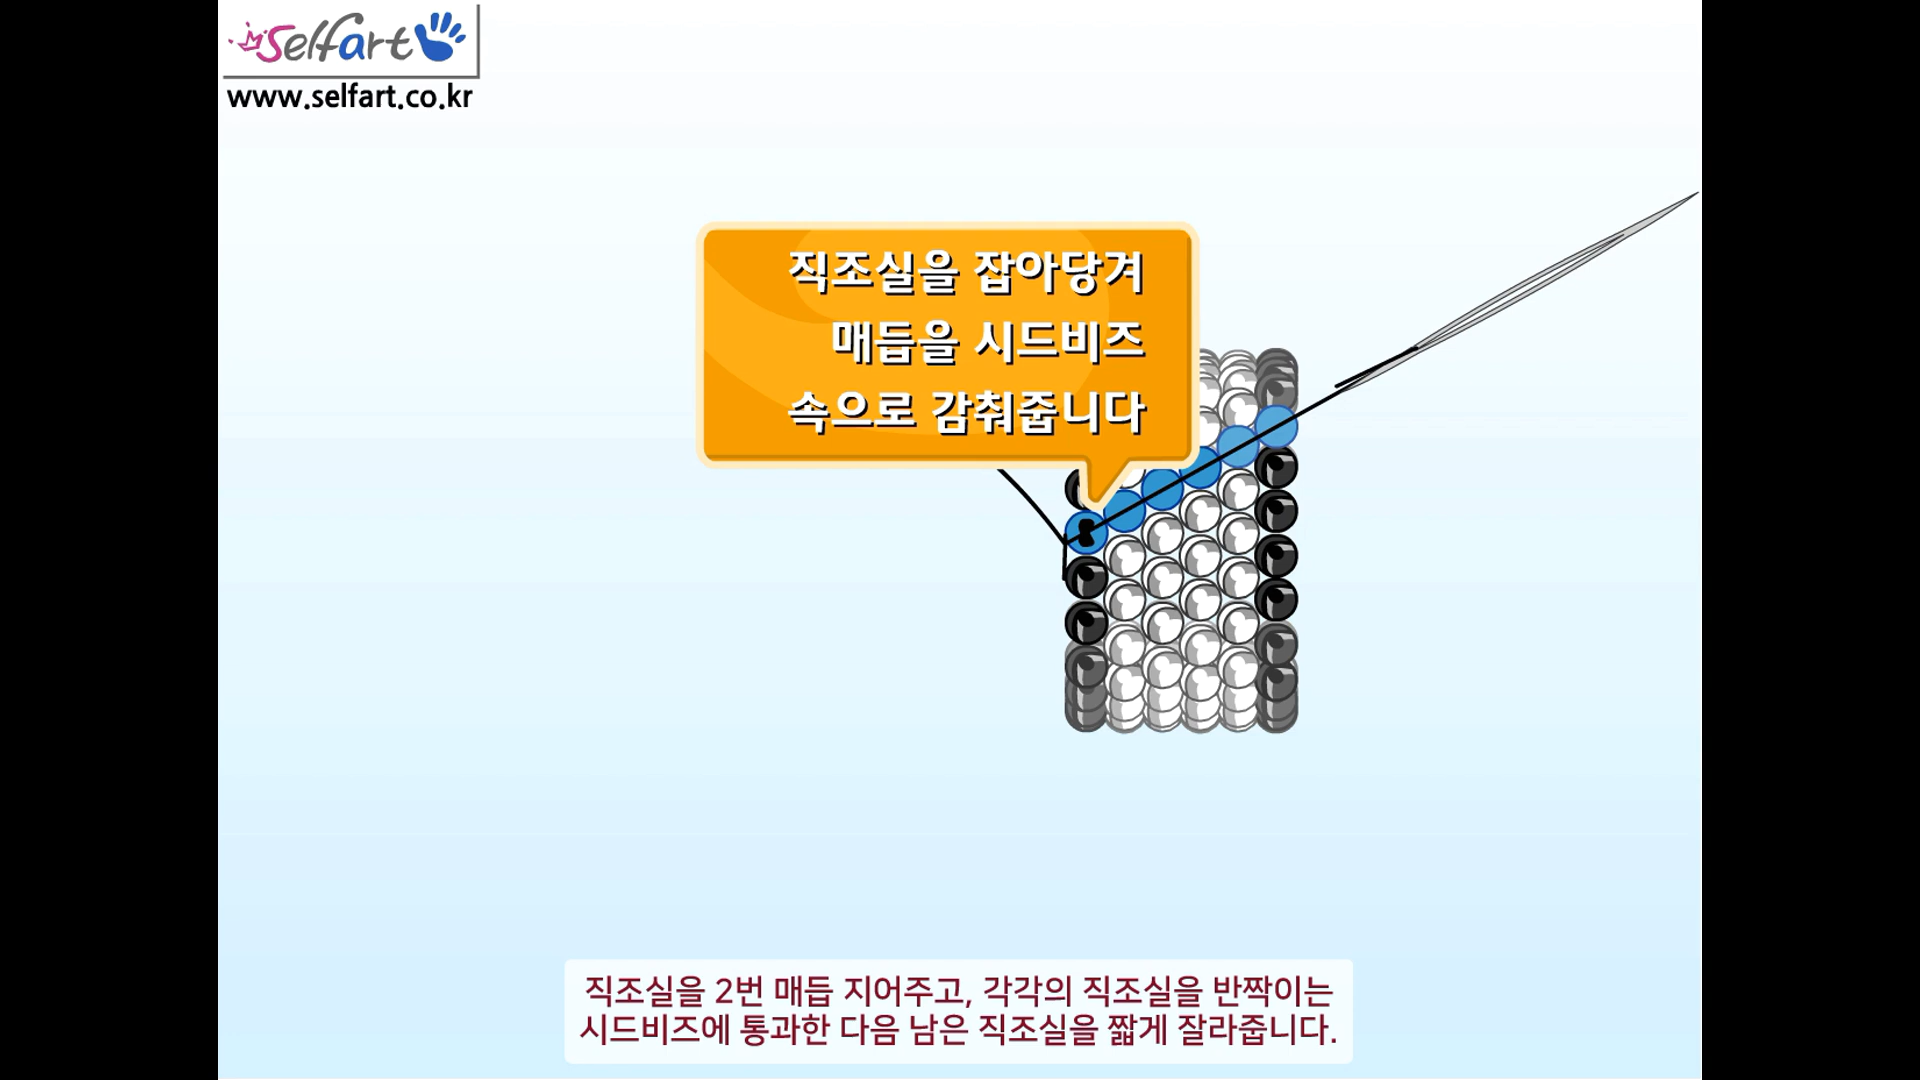 Selfart
www.selfart.co.kr
직조실을 잡아당겨
매듭을 시드비즈
속으로 감춰줍니다
직조실을 2번 매듭 지어주고, 각각의 직조실을 반짝이는
시드비즈에 통과한 다음 남은 직조실을 짧게 잘라줍니다.